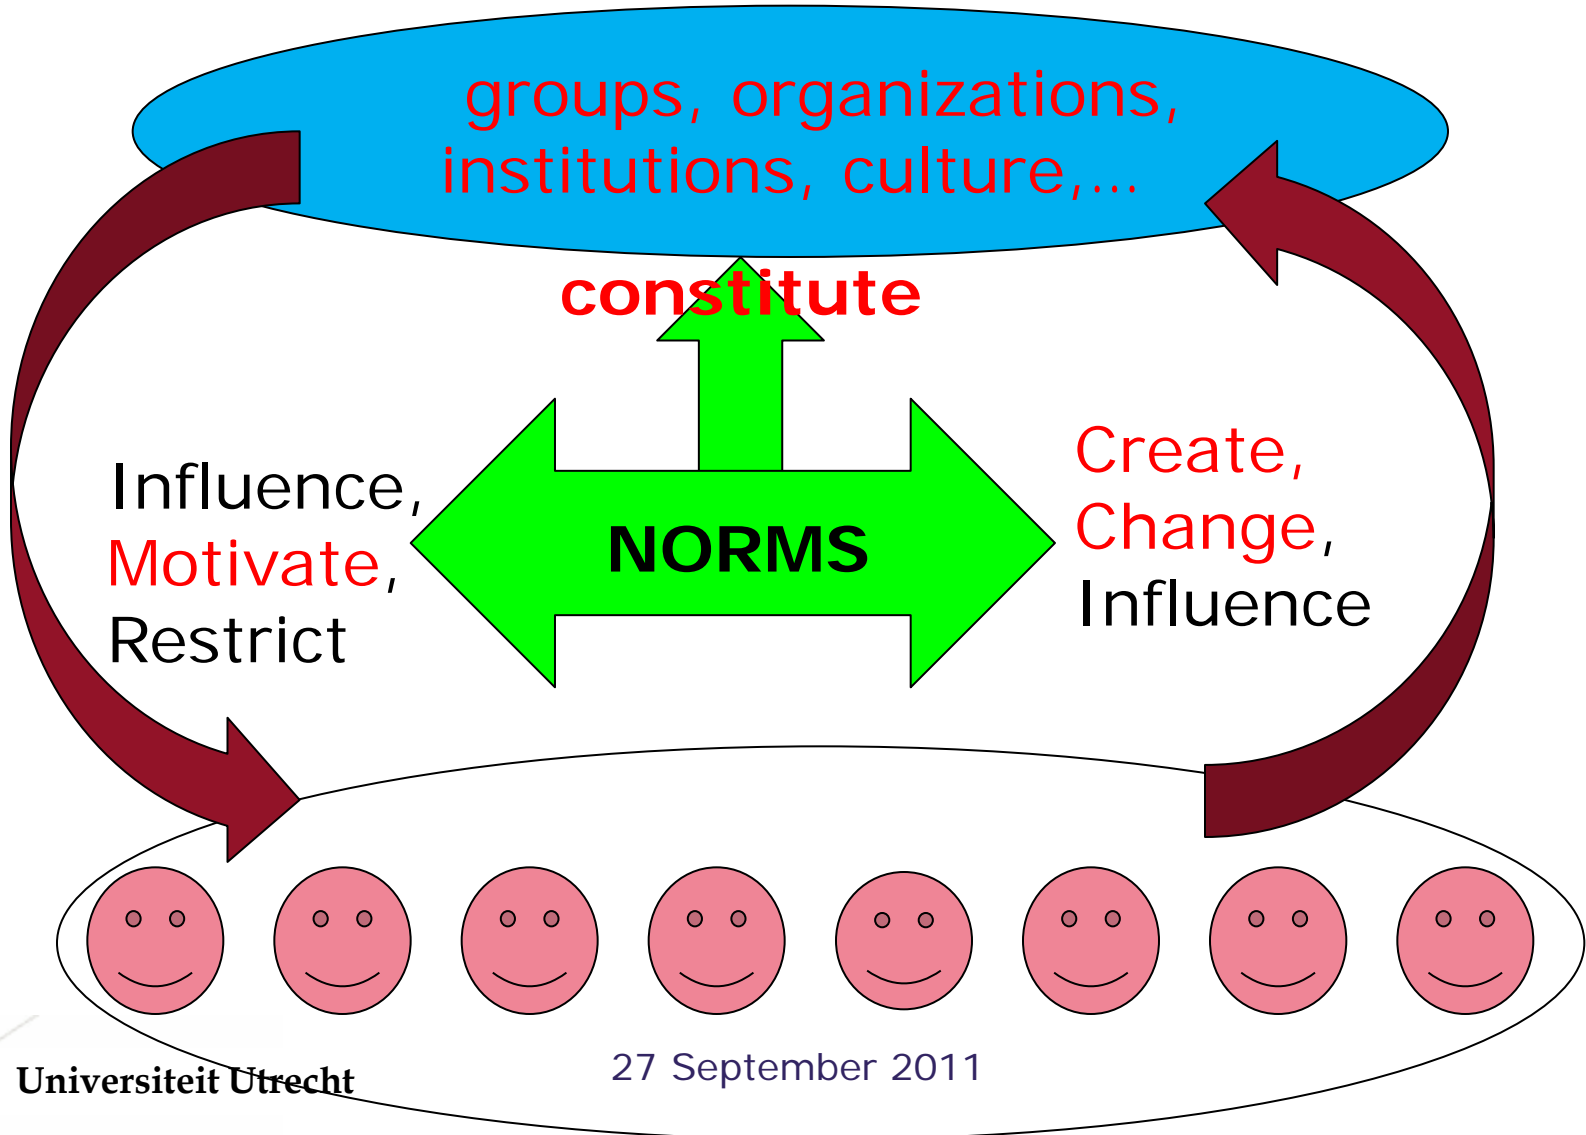 groups, organizations,
institutions, culture,...
constitute
Influence,
Motivate,
Restrict
NORMS
Create,
Change,
Influence
Universiteit Utrecht
27 September 2011